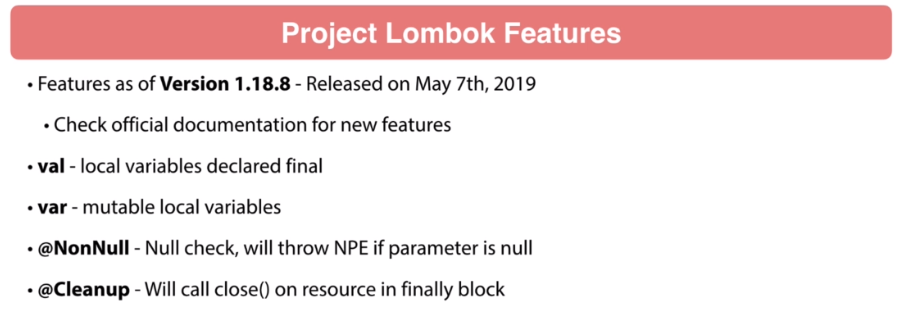 Project Lombok Features
• Features as of Version 1.18.8 - Released on May 7th, 2019
• Check official documentation for new features
• val - local variables declared final
• var - mutable local variables
• @NonNull - Null check, will throw NPE if parameter is null
• @Cleanup - Will call close() on resource in finally block